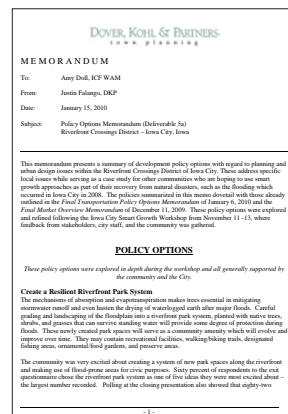 DOVER, KOHL & PARTNERS
town planning
MEMORANDUM
To: Amy Doll, ICF WAM
From: Justin Falango, DKP
Date: January 15, 2010
Subject: Policy Options Memorandum (Deliverable 5a)
Riverfront Crossings District – Iowa City, Iowa
This memorandum presents a summary of development policy options with regard to planning and
urban design issues within the Riverfront Crossings District of Iowa City. These address specific
local issues while serving as a case study for other communities who are hoping to use smart
growth approaches as part of their recovery from natural disasters, such as the flooding which
occurred in Iowa City in 2008. The policies summarized in this memo dovetail with those already
outlined in the Final Transportation Policy Options Memorandum of January 6, 2010 and the
Final Market Overview Memorandum of December 11, 2009. These policy options were explored
and refined following the Iowa City Smart Growth Workshop from November 11 -13, where
feedback from stakeholders, city staff, and the community was gathered.
POLICY OPTIONS
These policy options were explored in depth during the workshop and all generally supported by
the community and the City.
Create a Resilient Riverfront Park System
The mechanisms of absorption and evapotranspiration makes trees essential in mitigating
stormwater runoff and even hasten the drying of waterlogged earth after major floods. Careful
grading and landscaping of the floodplain into a riverfront park system, planted with native trees,
shrubs, and grasses that can survive standing water will provide some degree of protection during
floods. These newly created park spaces will serve as a community amenity which will evolve and
improve over time. They may contain recreational facilities, walking/biking trails, designated
fishing areas, ornamental/food gardens, and preserve areas.
The community was very excited about creating a system of new park spaces along the riverfront
and making use of flood-prone areas for civic purposes. Sixty percent of respondents to the exit
questionnaire chose the riverfront park system as one of five ideas they were most excited about –
the largest number recorded. Polling at the closing presentation also showed that eighty-two
- 1 -